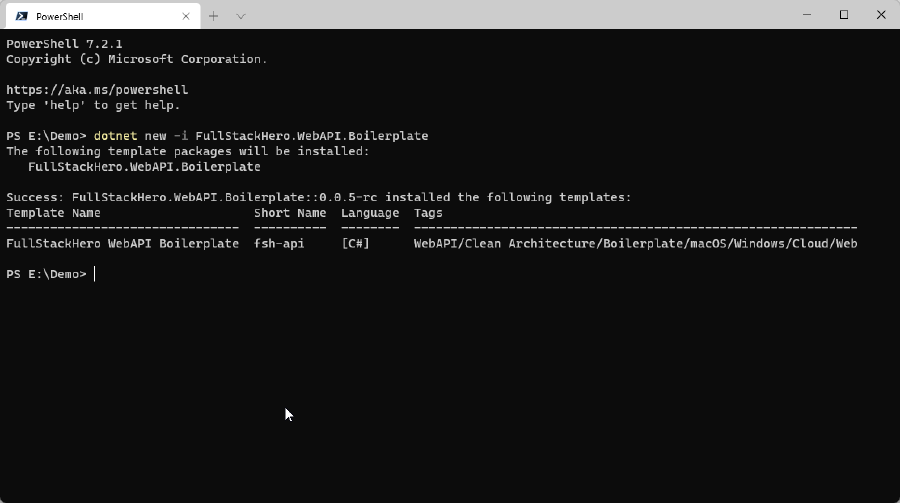 PowerShell
PowerShell 7.2.1
Copyright (c) Microsoft Corporation.
https://aka.ms/powershell
Type 'help' to get help.
PS E:\Demo> dotnet new -i FullStackHero.WebAPI.Boilerplate
The following template packages will be installed:
FullStackHero.WebAPI.Boilerplate
Success: FullStackHero.WebAPI.Boilerplate::0.0.5-rc installed the following templates:
Template Name                     Short Name  Language  Tags
--------------------------------  ----------  --------  -------------------------------------------------------------
FullStackHero WebAPI Boilerplate  fsh-api     [C#]      WebAPI/Clean Architecture/Boilerplate/macOS/Windows/Cloud/Web
PS E:\Demo>